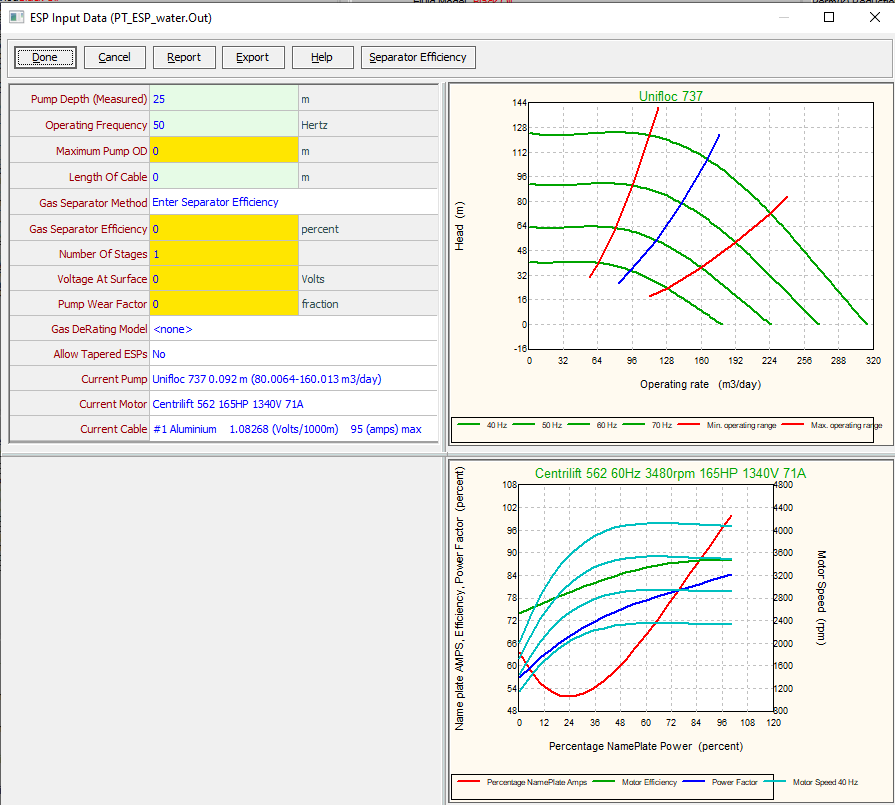 ESP Input Data (PT_ESP_water.Out)
Done Cancel Report Export Help Separator Efficiency
Pump Depth (Measured) 25 m
Operating Frequency 50 Hertz
Maximum Pump OD 0 m
Length Of Cable 0 m
Gas Separator Method Enter Separator Efficiency
Gas Separator Efficiency 0 percent
Number Of Stages 1
Voltage At Surface 0 Volts
Pump Wear Factor 0 fraction
Gas DeRating Model <none>
Allow Tapered ESPs No
Current Pump Unifloc 737 0.092 m (80.0064-160.013 m3/day)
Current Motor Centrilift 562 165HP 1340V 71A
Current Cable #1 Aluminium 1.08268 (Volts/1000m) 95 (amps) max
Unifloc 737
Head (m)
144
128
112
96
80
64
48
32
16
0
-16
0 32 64 96 128 160 192 224 256 288 320
Operating rate (m3/day)
40 Hz 50 Hz 60 Hz 70 Hz Min. operating range Max. operating range
Centrilift 562 60Hz 3480rpm 165HP 1340V 71A
Name plate AMPS, Efficiency, Power Factor (percent)
108 4800
102 4400
96 4000
90 3600
84 3200
78 2800
72 2400
66 2000
60 1600
54 1200
48 800
Motor Speed (rpm)
0 12 24 36 48 60 72 84 96 108 120
Percentage NamePlate Power (percent)
Percentage NamePlate Amps Motor Efficiency Power Factor Motor Speed 40 Hz